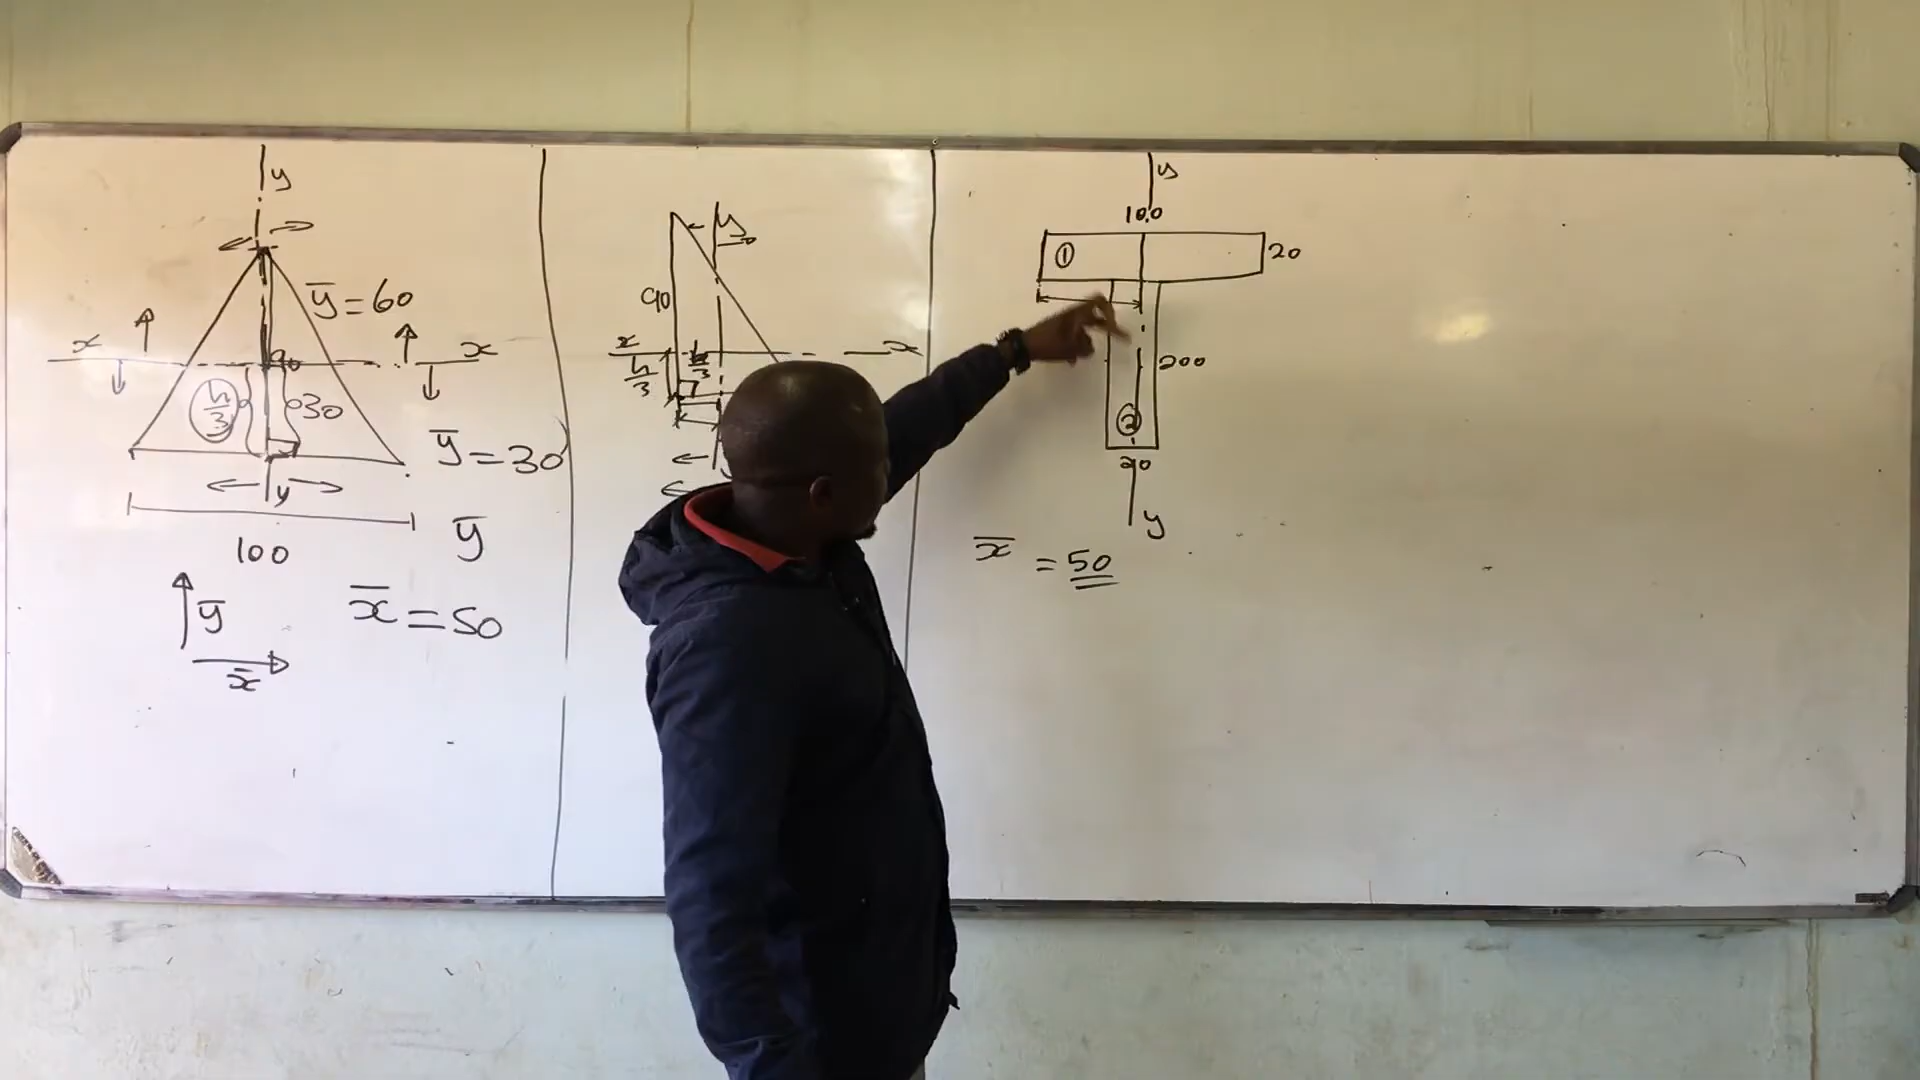 y
y̅ = 60
x
x
90
h/3
30
y̅ = 30
y
y̅
100
y̅
x̅ = 50
x̅
y
90
x
x
h/3
h/3
y
100
①
20
200
②
20
y
x̅ = 50